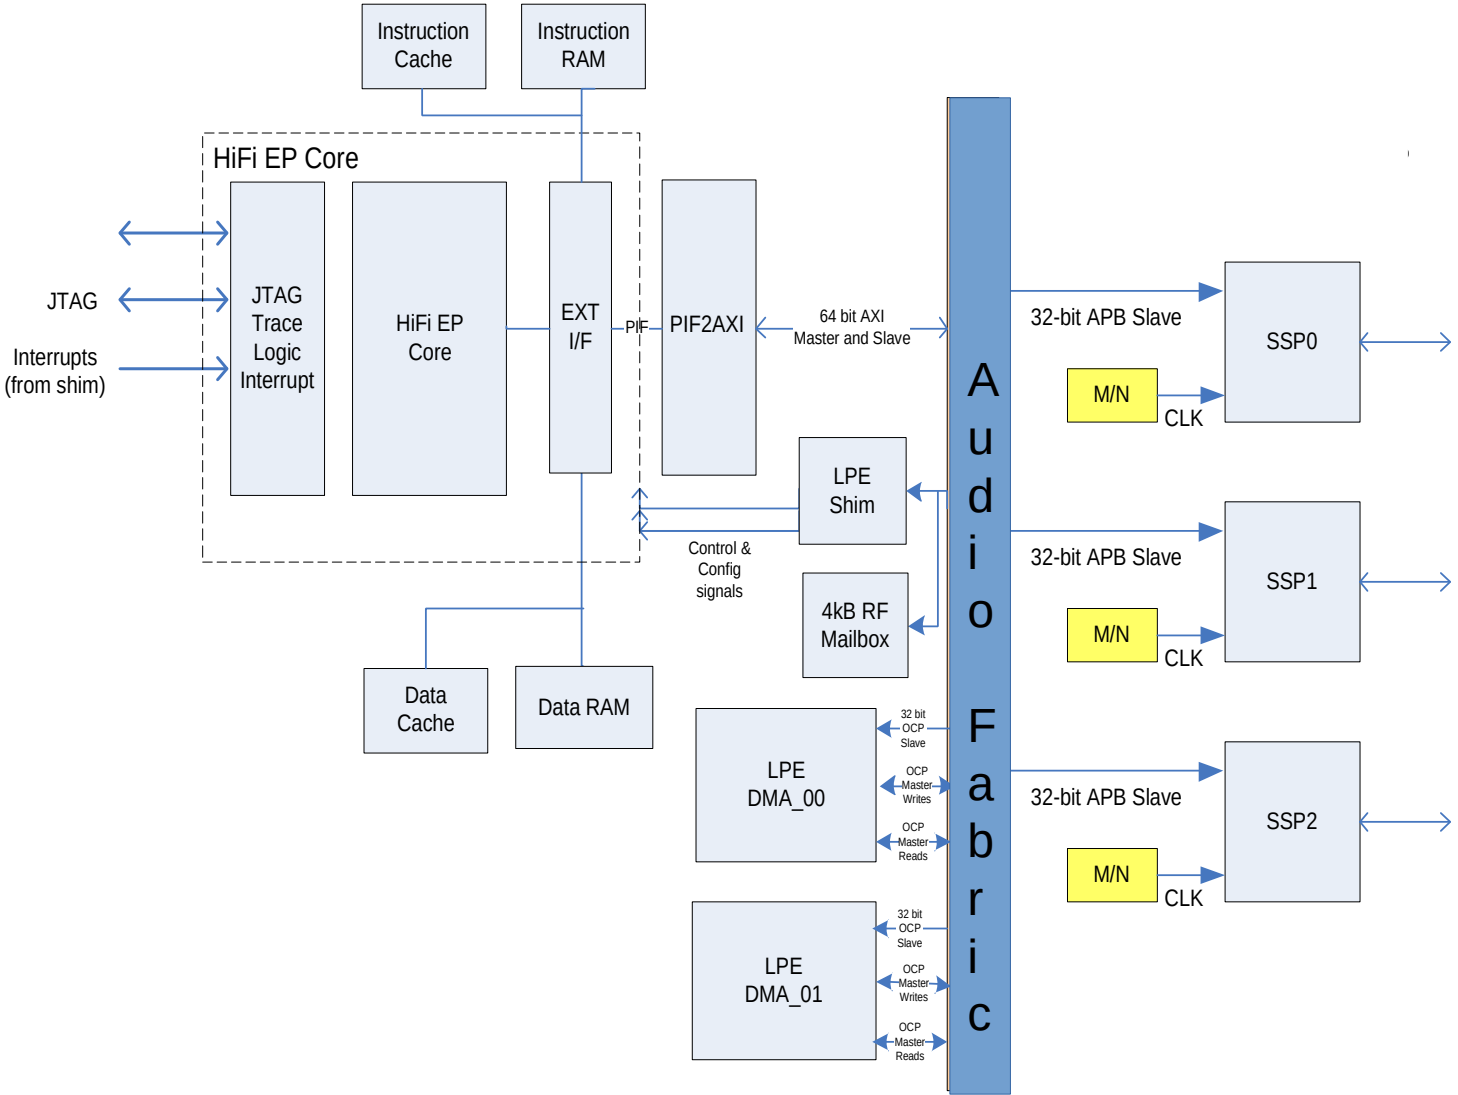 Instruction
Cache
Instruction
RAM
HiFi EP Core
JTAG
Interrupts
(from shim)
JTAG
Trace
Logic
Interrupt
HiFi EP
Core
EXT
I/F
PIF
PIF2AXI
64 bit AXI
Master and Slave
LPE
Shim
Control &
Config
signals
4kB RF
Mailbox
Data
Cache
Data RAM
LPE
DMA_00
32 bit
OCP
Slave
OCP
Master
Writes
OCP
Master
Reads
LPE
DMA_01
32 bit
OCP
Slave
OCP
Master
Writes
OCP
Master
Reads
Audio Fabric
32-bit APB Slave
M/N
CLK
SSP0
32-bit APB Slave
M/N
CLK
SSP1
32-bit APB Slave
M/N
CLK
SSP2